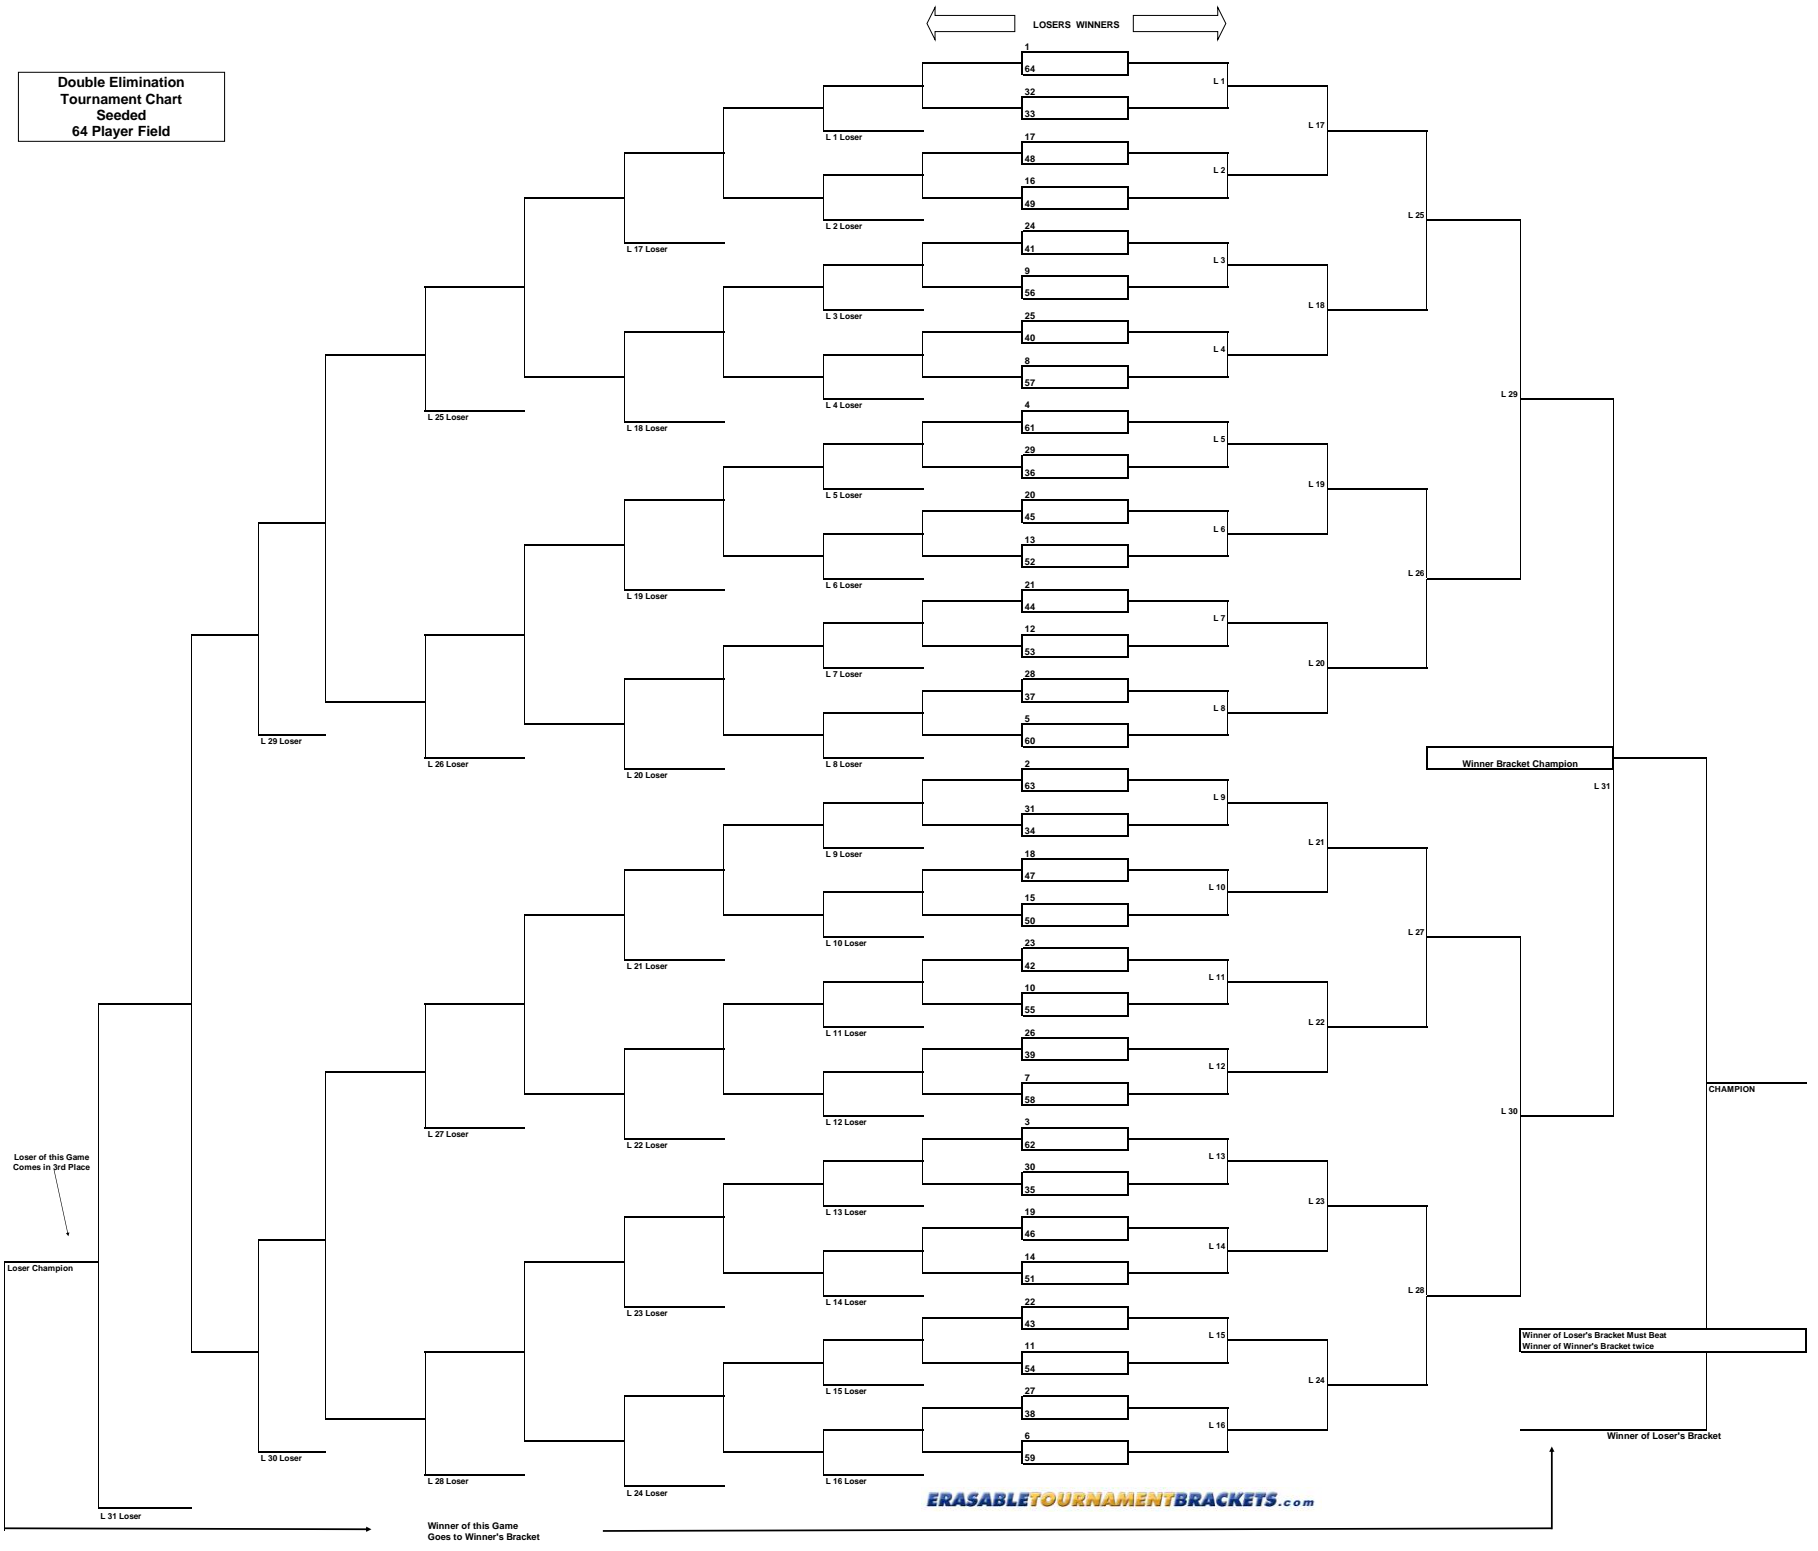 LOSERS WINNERS
Double Elimination
Tournament Chart
Seeded
64 Player Field
1
64
L 1
32
33
L 17
L 1 Loser
17
48
L 2
16
49
L 25
L 2 Loser
24
41
L 17 Loser
L 3
9
56
L 18
L 3 Loser
25
40
L 4
8
57
L 29
L 4 Loser
4
61
L 25 Loser
L 18 Loser
L 5
29
36
L 19
L 5 Loser
20
45
L 6
13
52
L 26
L 6 Loser
21
44
L 19 Loser
L 7
12
53
L 20
L 7 Loser
28
37
L 8
5
60
L 29 Loser
L 26 Loser
L 8 Loser
Winner Bracket Champion
2
L 20 Loser
63
L 31
L 9
31
34
L 21
L 9 Loser
18
47
L 10
15
50
L 27
L 10 Loser
23
42
L 21 Loser
L 11
10
55
L 22
L 11 Loser
26
39
L 12
7
58
CHAMPION
L 30
L 12 Loser
3
62
L 27 Loser
L 22 Loser
Loser of this Game
Comes in 3rd Place
L 13
30
35
L 23
L 13 Loser
19
46
L 14
14
51
Loser Champion
L 28
L 14 Loser
22
43
L 23 Loser
L 15
Winner of Loser's Bracket Must Beat
Winner of Winner's Bracket twice
11
54
L 24
L 15 Loser
27
38
L 16
6
59
Winner of Loser's Bracket
L 30 Loser
L 28 Loser
L 16 Loser
L 24 Loser
ERASABLETOURNAMENTBRACKETS.com
L 31 Loser
Winner of this Game
Goes to Winner's Bracket